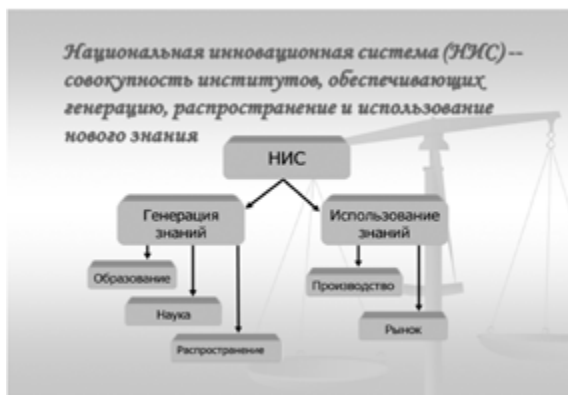 Национальная инновационная система (НИС) --
совокупность институтов, обеспечивающих
генерацию, распространение и использование
нового знания
НИС
Генерация
знаний
Использование
знаний
Образование
Производство
Наука
Рынок
Распространение